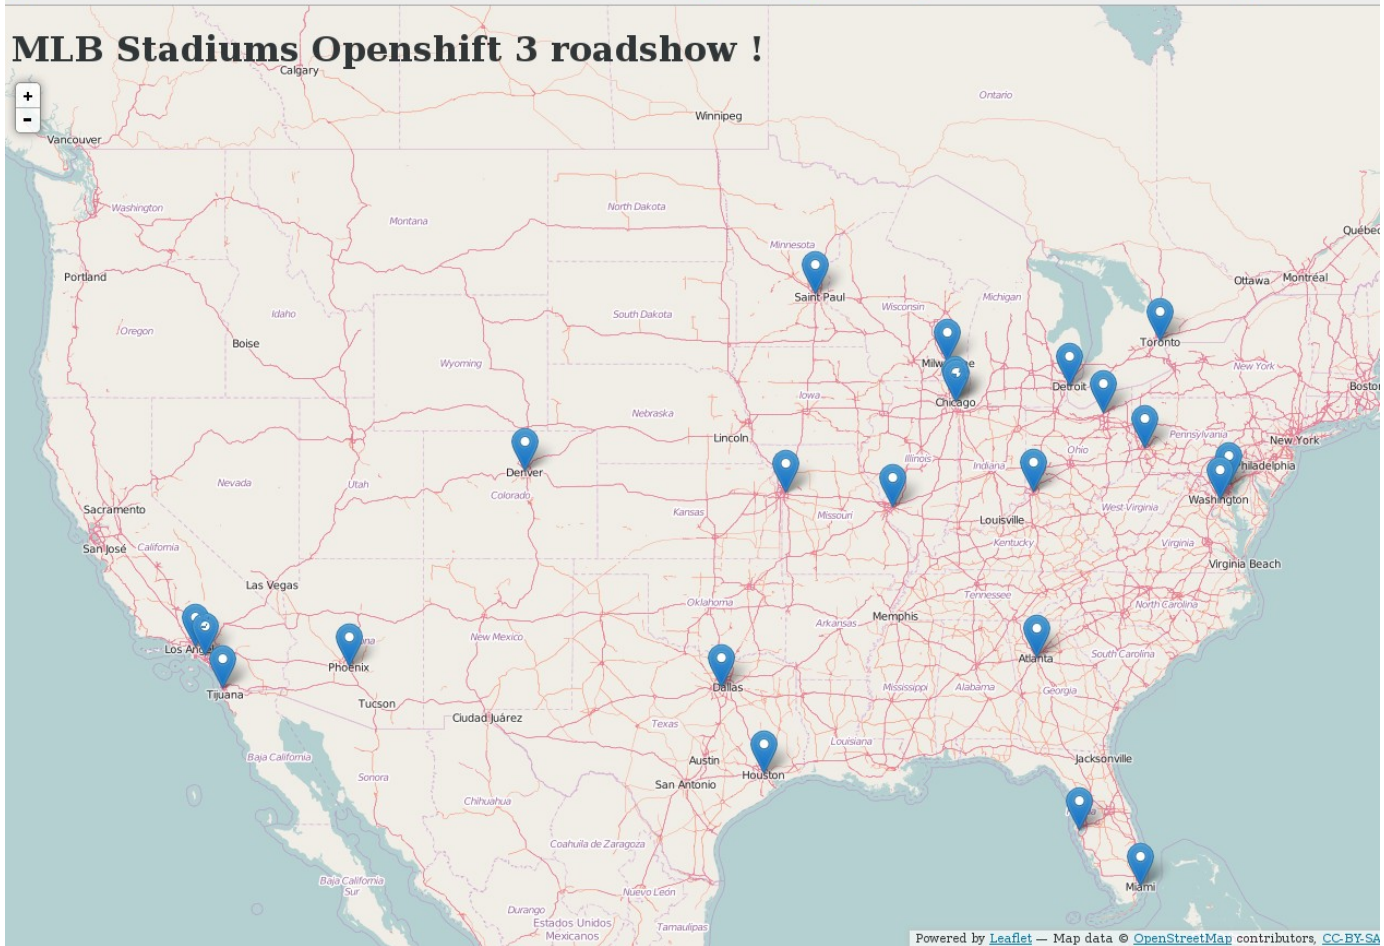 MLB Stadiums Openshift 3 roadshow !
Calgary
+
-
Ontario
Winnipeg
Vancouver
Washington
North Dakota
Montana
Québec
Minnesota
Portland
Ottawa
Montréal
Saint Paul
Michigan
Wisconsin
Idaho
South Dakota
Oregon
Boise
Toronto
Wyoming
New York
Detroit
Boston
Iowa
Chicago
Nebraska
Lincoln
Pennsylvania
New York
Ohio
Illinois
Indiana
Philadelphia
Denver
Nevada
Utah
Colorado
Washington
Sacramento
Kansas
Missouri
West Virginia
Louisville
San José
California
Kentucky
Virginia
Virginia Beach
Las Vegas
Tennessee
Oklahoma
North Carolina
Memphis
Arkansas
New Mexico
Los Angel
Phoenix
Atlanta
South Carolina
Tijuana
Dallas
Mississippi
Alabama
Georgia
Tucson
Ciudad Juárez
Texas
Louisiana
Baja California
Austin
Jacksonville
Sonora
Houston
San Antonio
Chihuahua
Coahuila de Zaragoza
Baja California
Sur
Miami
Nuevo León
Durango
Estados Unidos
Mexicanos
Tamaulipas
Powered by Leaflet — Map data © OpenStreetMap contributors, CC-BY-SA